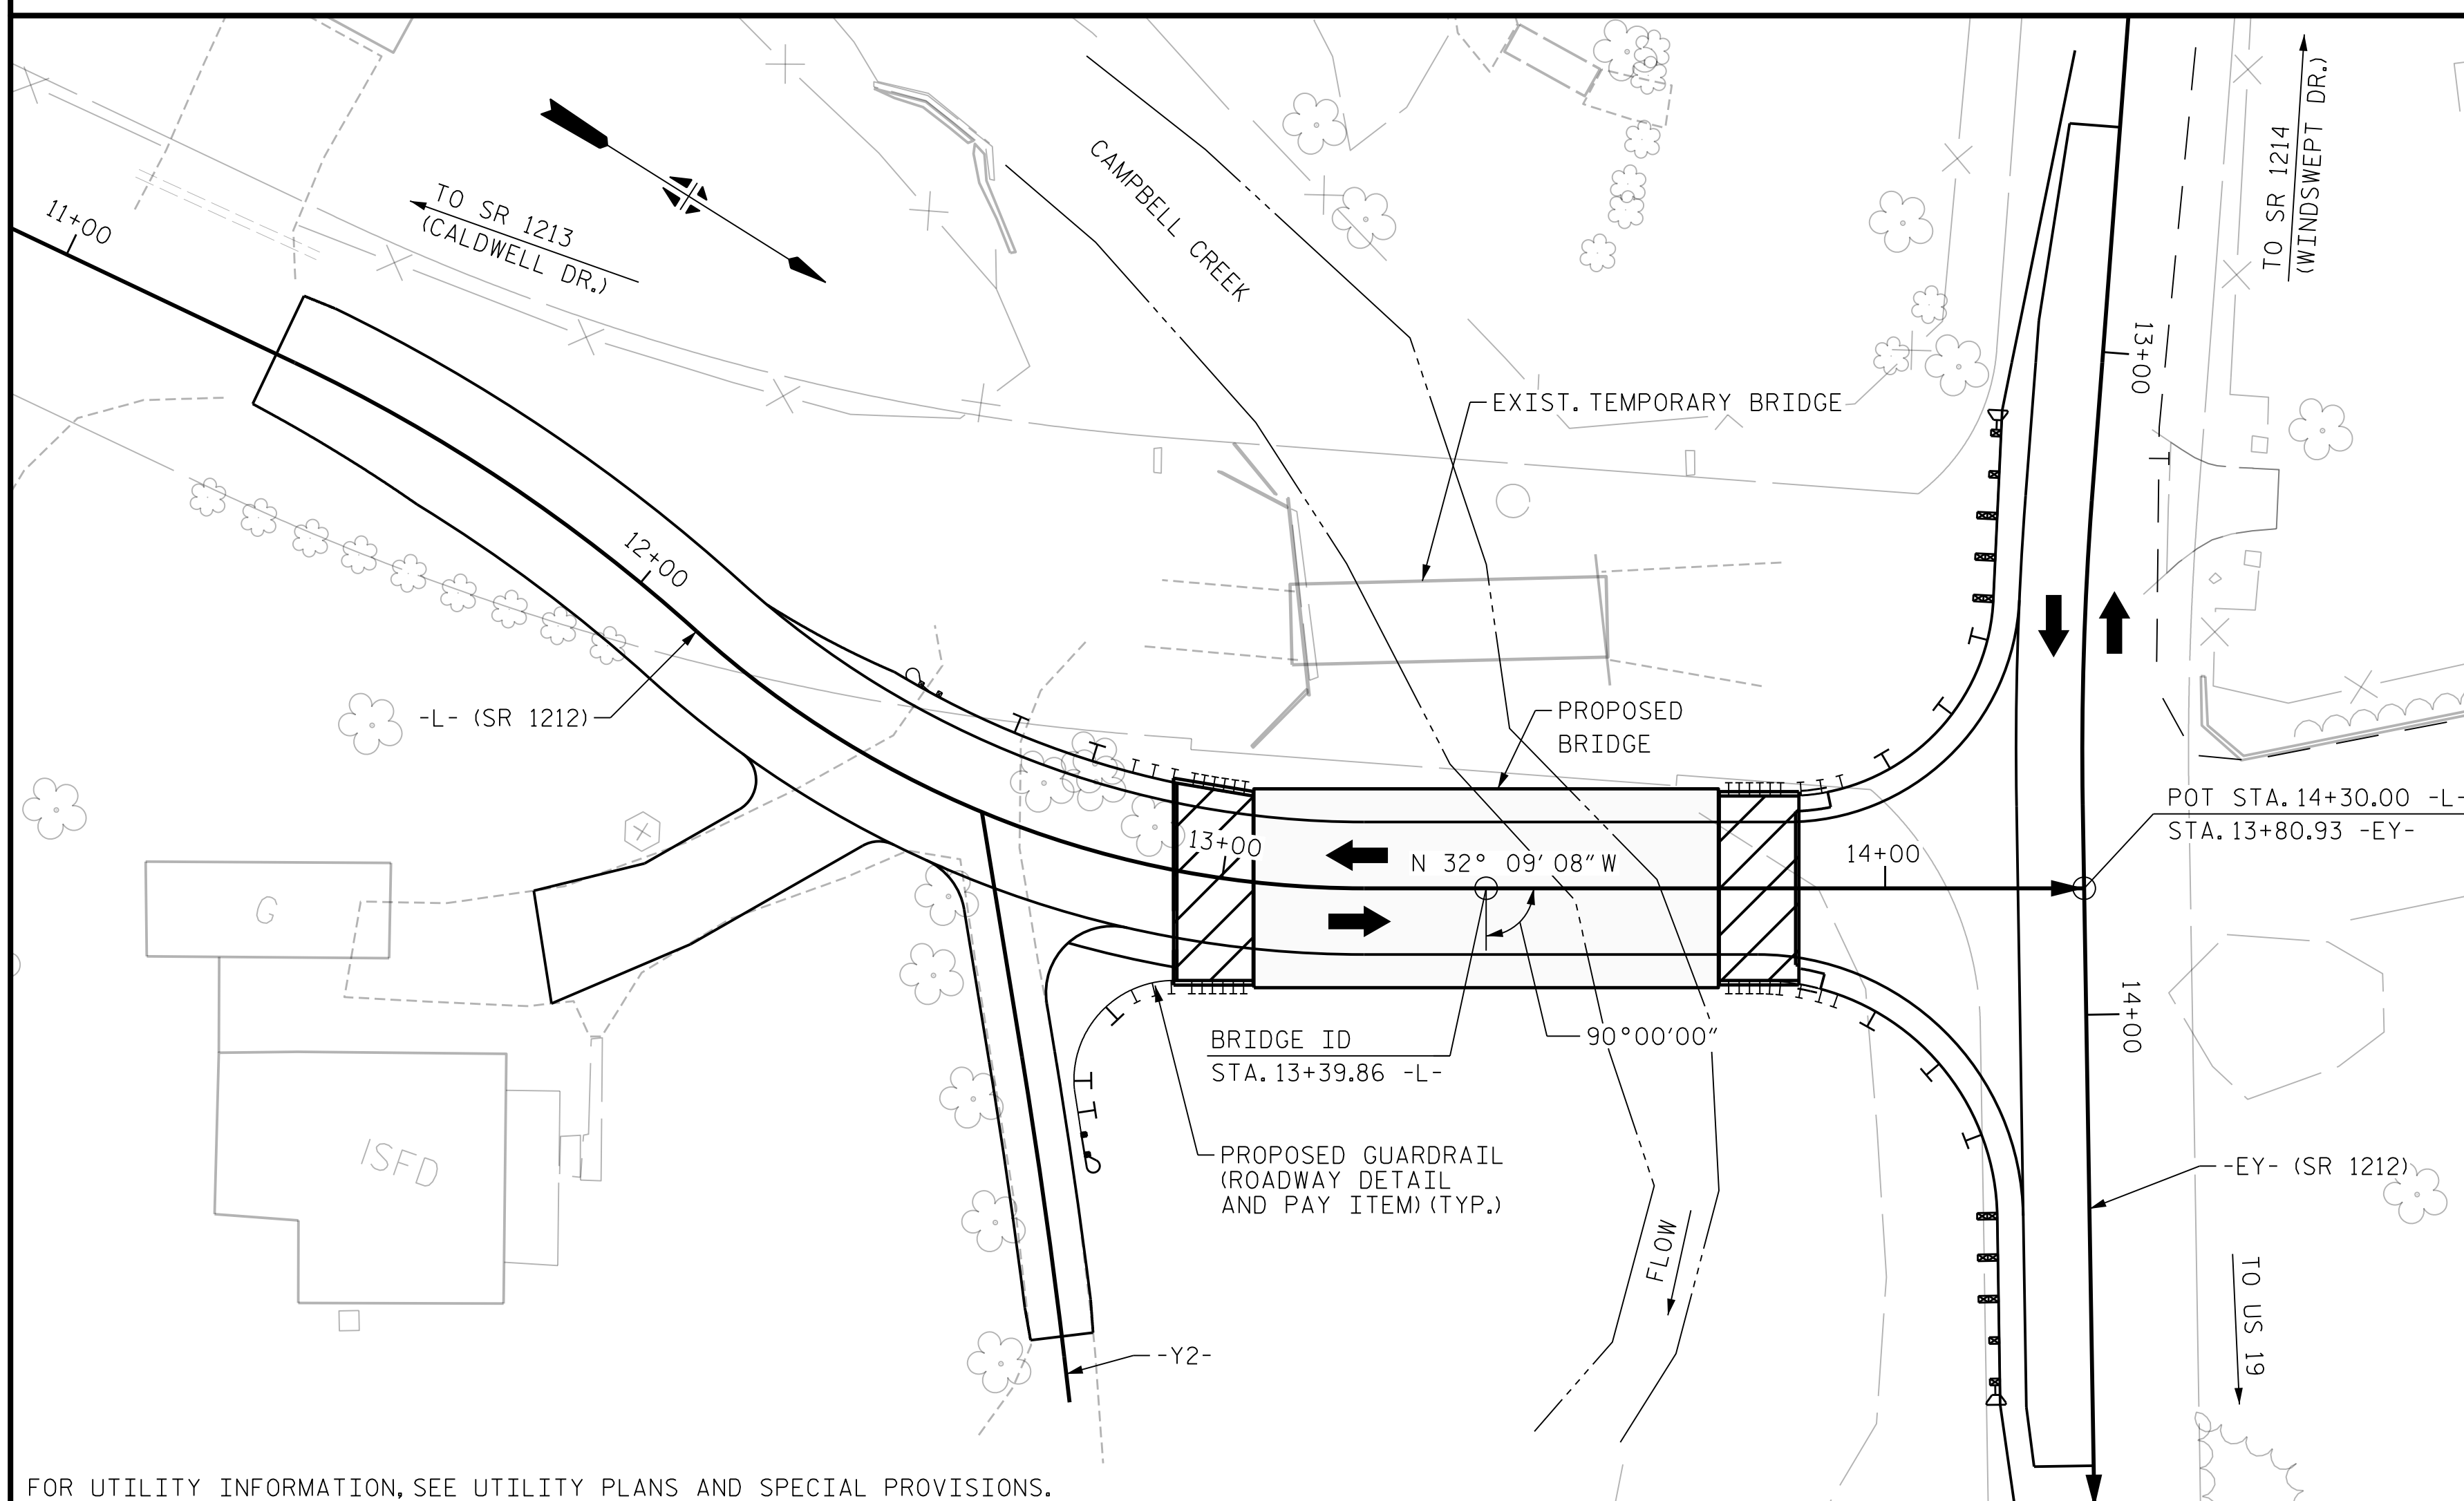 11+00
TO SR 1213
(CALDWELL DR.)
CAMPBELL CREEK
TO SR 1214
(WINDSWEPT DR.)
13+00
EXIST. TEMPORARY BRIDGE
12+00
-L- (SR 1212)
PROPOSED
BRIDGE
POT STA. 14+30.00 -L-
STA. 13+80.93 -EY-
13+00
N 32° 09' 08" W
14+00
G
14+00
BRIDGE ID
STA. 13+39.86 -L-
90°00'00"
ISFD
PROPOSED GUARDRAIL
(ROADWAY DETAIL
AND PAY ITEM) (TYP.)
-EY- (SR 1212)
FLOW
TO US 19
-Y2-
FOR UTILITY INFORMATION, SEE UTILITY PLANS AND SPECIAL PROVISIONS.